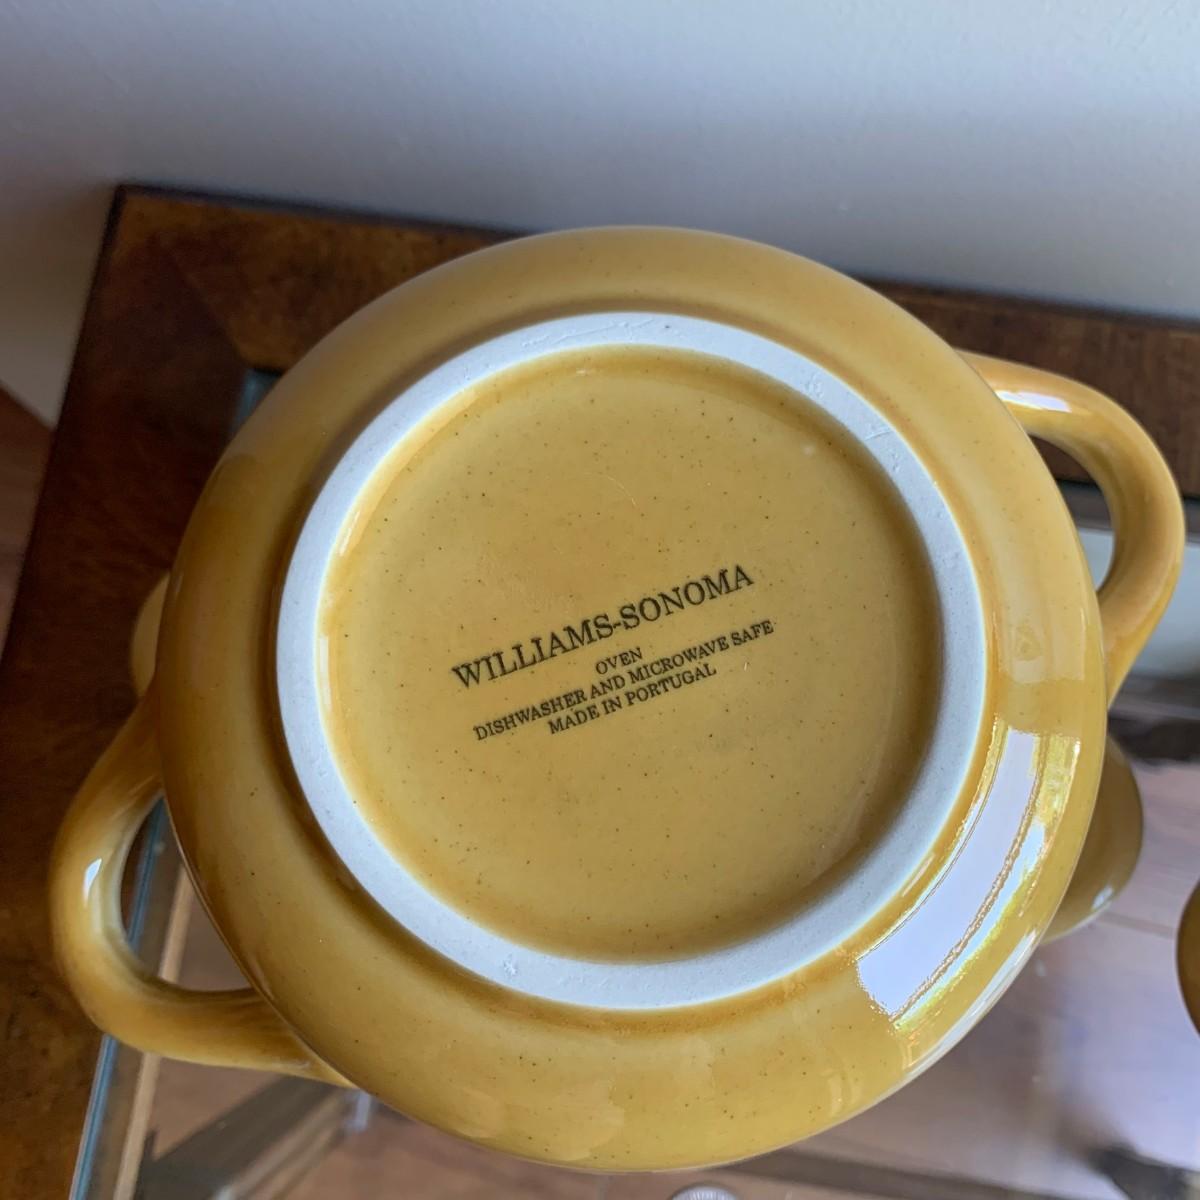 WILLIAMS-SONOMA
OVEN
DISHWASHER AND MICROWAVE SAFE
MADE IN PORTUGAL